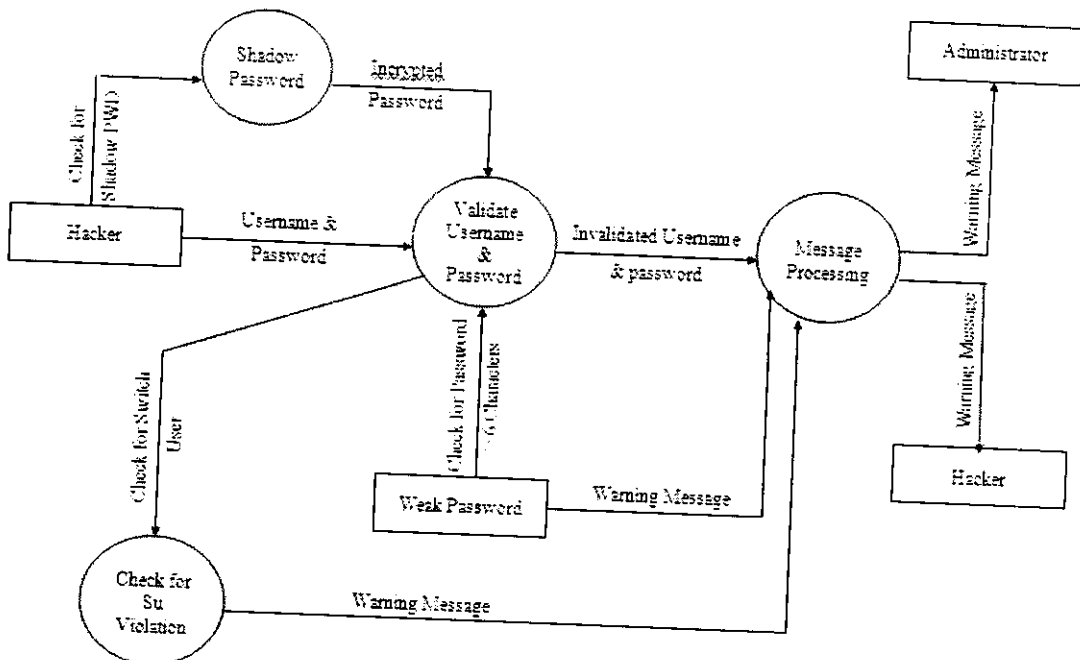 Shadow
Password
Incrypted
Password
Administrator
Check for
Shadow PWD
Warning Message
Hacker
Username &
Password
Validate
Username
&
Password
Invalidated Username
& password
Message
Processing
Warning Message
Check for Switch
User
Check for Password
6 Characters
Hacker
Weak Password
Warning Message
Check for
Su
Violation
Warning Message